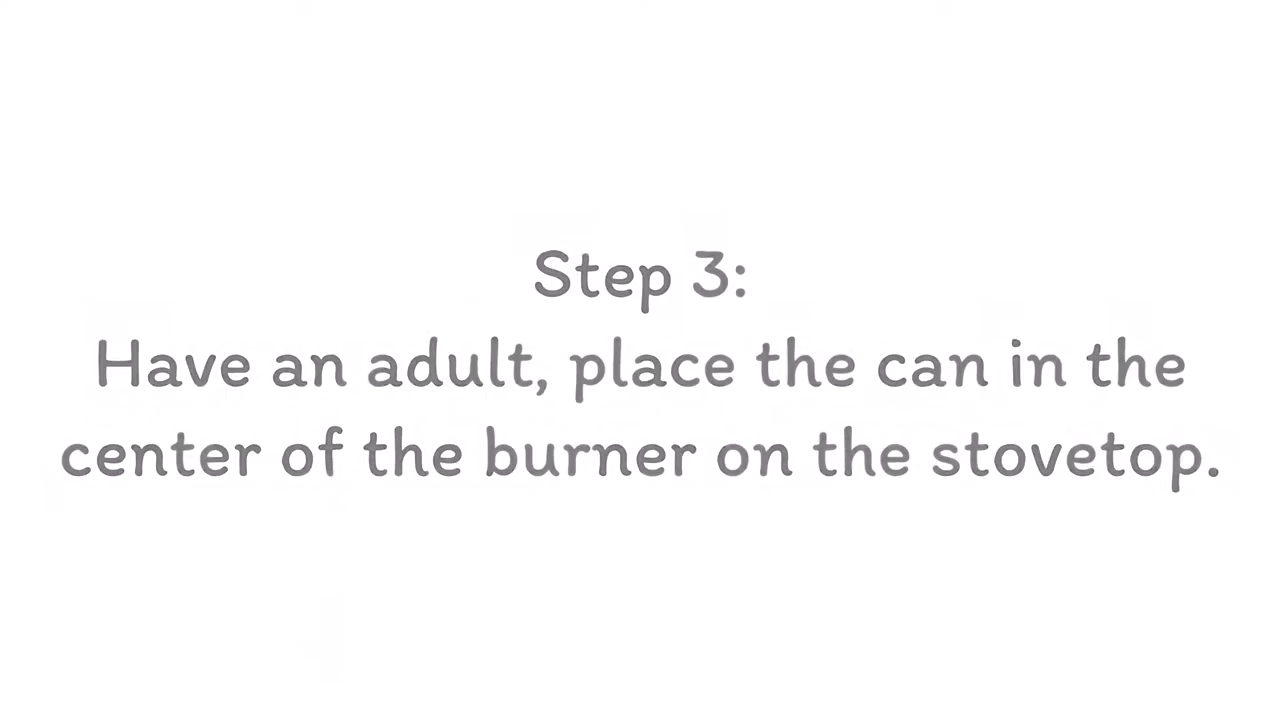 Step 3:
Have an adult, place the can in the
center of the burner on the stovetop.